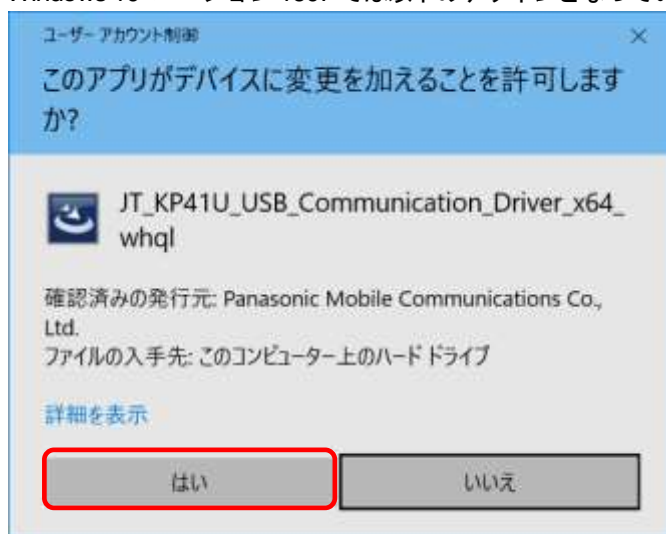 ユーザー アカウント制御
このアプリがデバイスに変更を加えることを許可します
か?
JT_KP41U_USB_Communication_Driver_x64_
whql
確認済みの発行元: Panasonic Mobile Communications Co.,
Ltd.
ファイルの入手先: このコンピューター上のハード ドライブ
詳細を表示
はい
いいえ